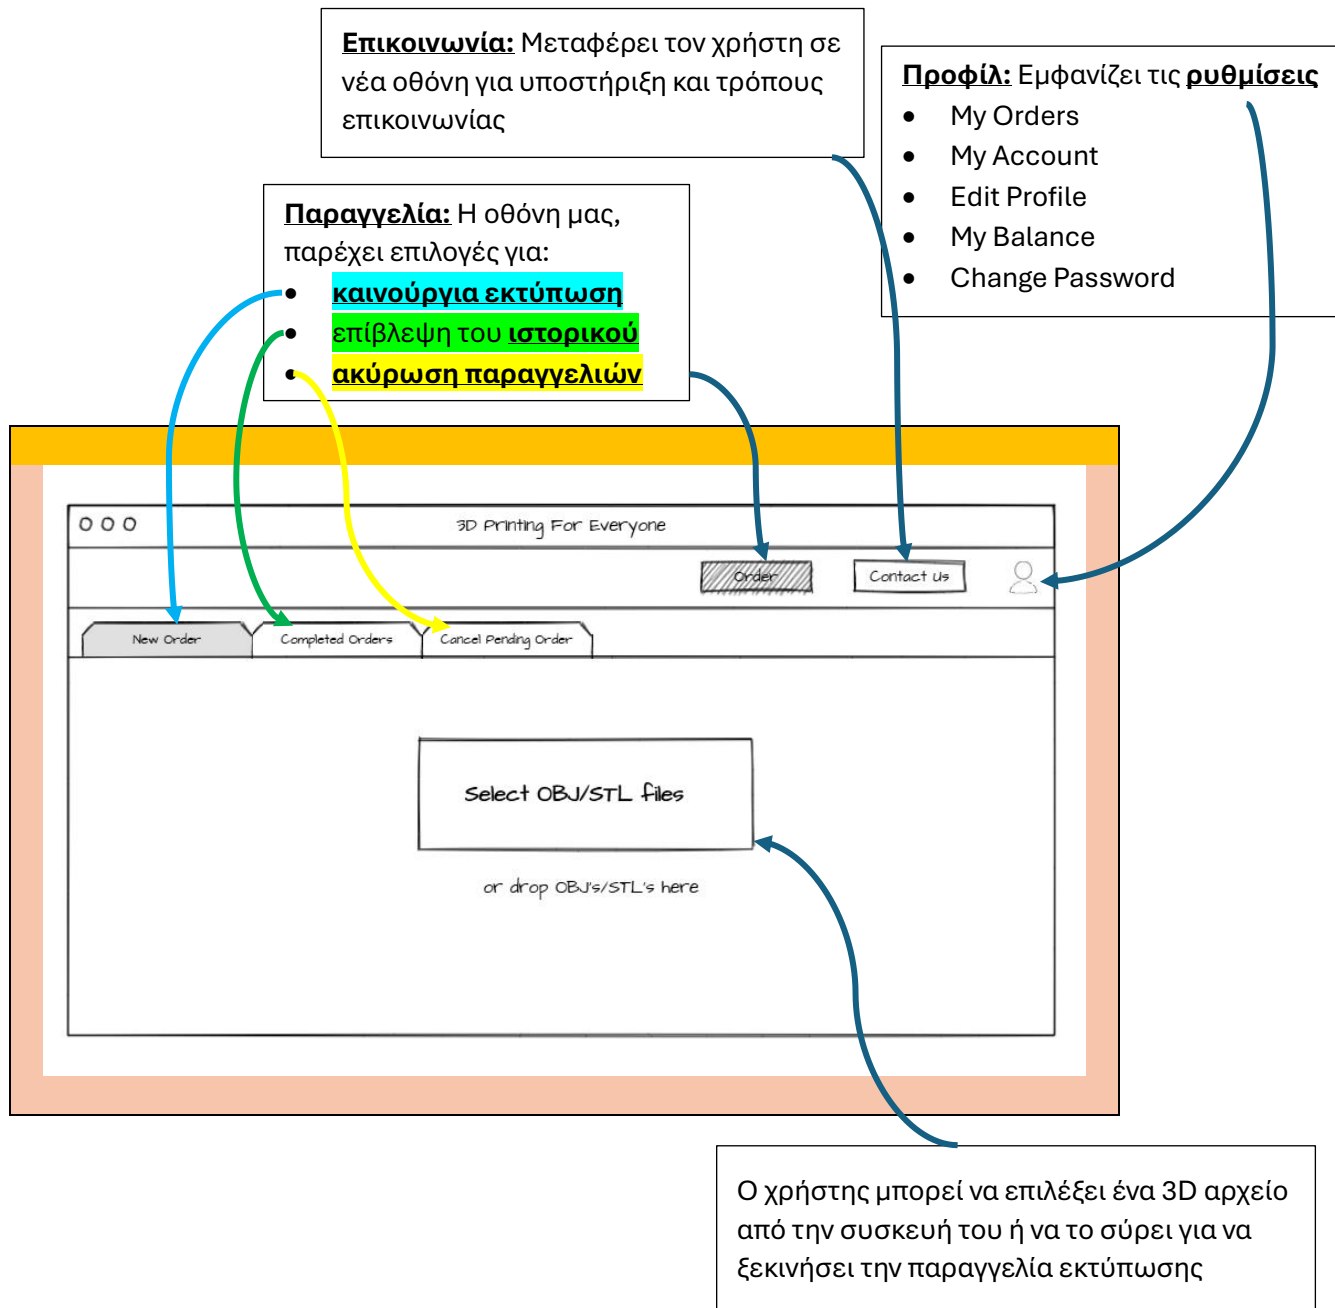 Επικοινωνία: Μεταφέρει τον χρήστη σε
νέα οθόνη για υποστήριξη και τρόπους
επικοινωνίας
Προφίλ: Εμφανίζει τις ρυθμίσεις
• My Orders
• My Account
• Edit Profile
• My Balance
• Change Password
Παραγγελία: Η οθόνη μας,
παρέχει επιλογές για:
• καινούργια εκτύπωση
• επίβλεψη του ιστορικού
• ακύρωση παραγγελιών
3D Printing For Everyone
Order
Contact Us
New Order
Completed Orders
Cancel Pending Order
Select OBJ/STL files
or drop OBJ's/STL's here
Ο χρήστης μπορεί να επιλέξει ένα 3D αρχείο
από την συσκευή του ή να το σύρει για να
ξεκινήσει την παραγγελία εκτύπωσης